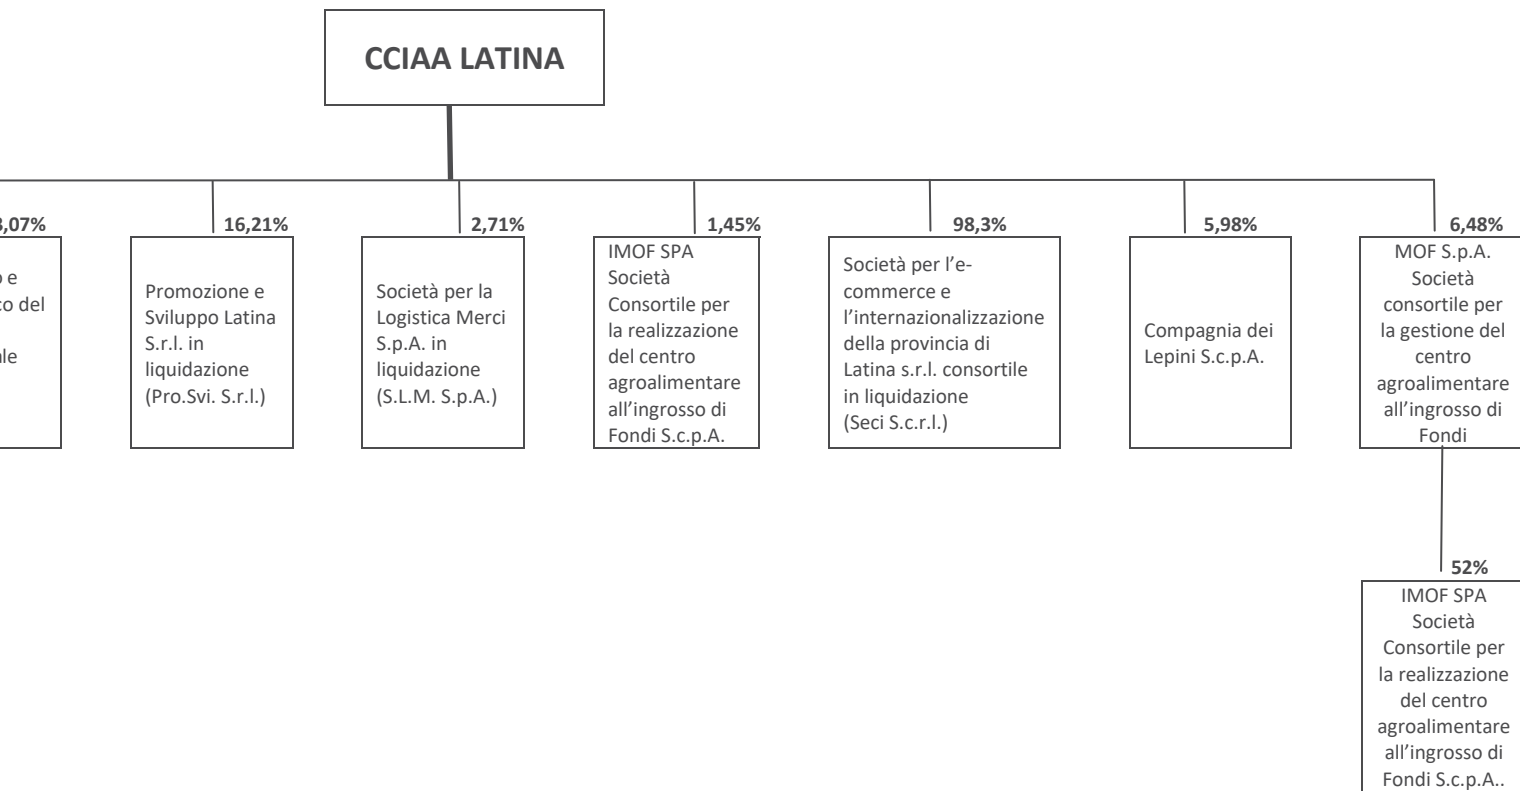 CCIAA LATINA
,07%
e
del
16,21%
Promozione e
Sviluppo Latina
S.r.l. in
liquidazione
(Pro.Svi. S.r.l.)
2,71%
Società per la
Logistica Merci
S.p.A. in
liquidazione
(S.L.M. S.p.A.)
1,45%
IMOF SPA
Società
Consortile per
la realizzazione
del centro
agroalimentare
all’ingrosso di
Fondi S.c.p.A.
98,3%
Società per l’e-
commerce e
l’internazionalizzazione
della provincia di
Latina s.r.l. consortile
in liquidazione
(Seci S.c.r.l.)
5,98%
Compagnia dei
Lepini S.c.p.A.
6,48%
MOF S.p.A.
Società
consortile per
la gestione del
centro
agroalimentare
all’ingrosso di
Fondi
52%
IMOF SPA
Società
Consortile per
la realizzazione
del centro
agroalimentare
all’ingrosso di
Fondi S.c.p.A..